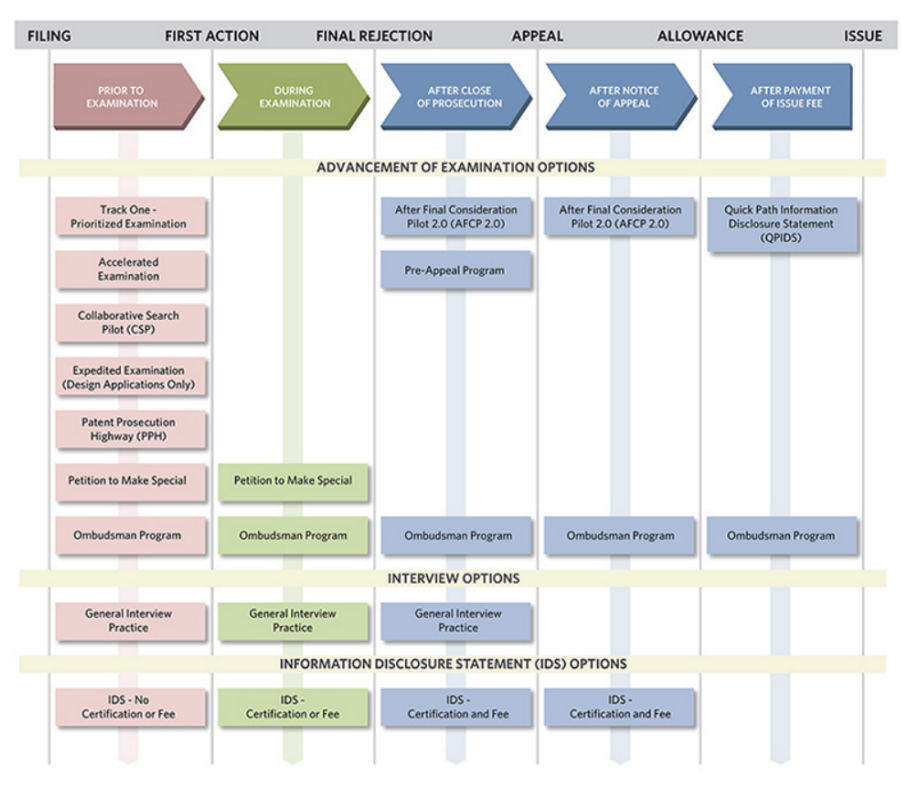 FILING FIRST ACTION FINAL REJECTION APPEAL ALLOWANCE ISSUE
PRIOR TO
EXAMINATION
DURING
EXAMINATION
AFTER CLOSE
OF PROSECUTION
AFTER NOTICE
OF APPEAL
AFTER PAYMENT
OF ISSUE FEE
ADVANCEMENT OF EXAMINATION OPTIONS
Track One -
Prioritized Examination
After Final Consideration
Pilot 2.0 (AFCP 2.0)
After Final Consideration
Pilot 2.0 (AFCP 2.0)
Quick Path Information
Disclosure Statement
(QPIDS)
Accelerated
Examination
Pre-Appeal Program
Collaborative Search
Pilot (CSP)
Expedited Examination
(Design Applications Only)
Patent Prosecution
Highway (PPH)
Petition to Make Special
Petition to Make Special
Ombudsman Program
Ombudsman Program
Ombudsman Program
Ombudsman Program
Ombudsman Program
INTERVIEW OPTIONS
General Interview
Practice
General Interview
Practice
General Interview
Practice
INFORMATION DISCLOSURE STATEMENT (IDS) OPTIONS
IDS - No
Certification or Fee
IDS -
Certification or Fee
IDS -
Certification and Fee
IDS -
Certification and Fee